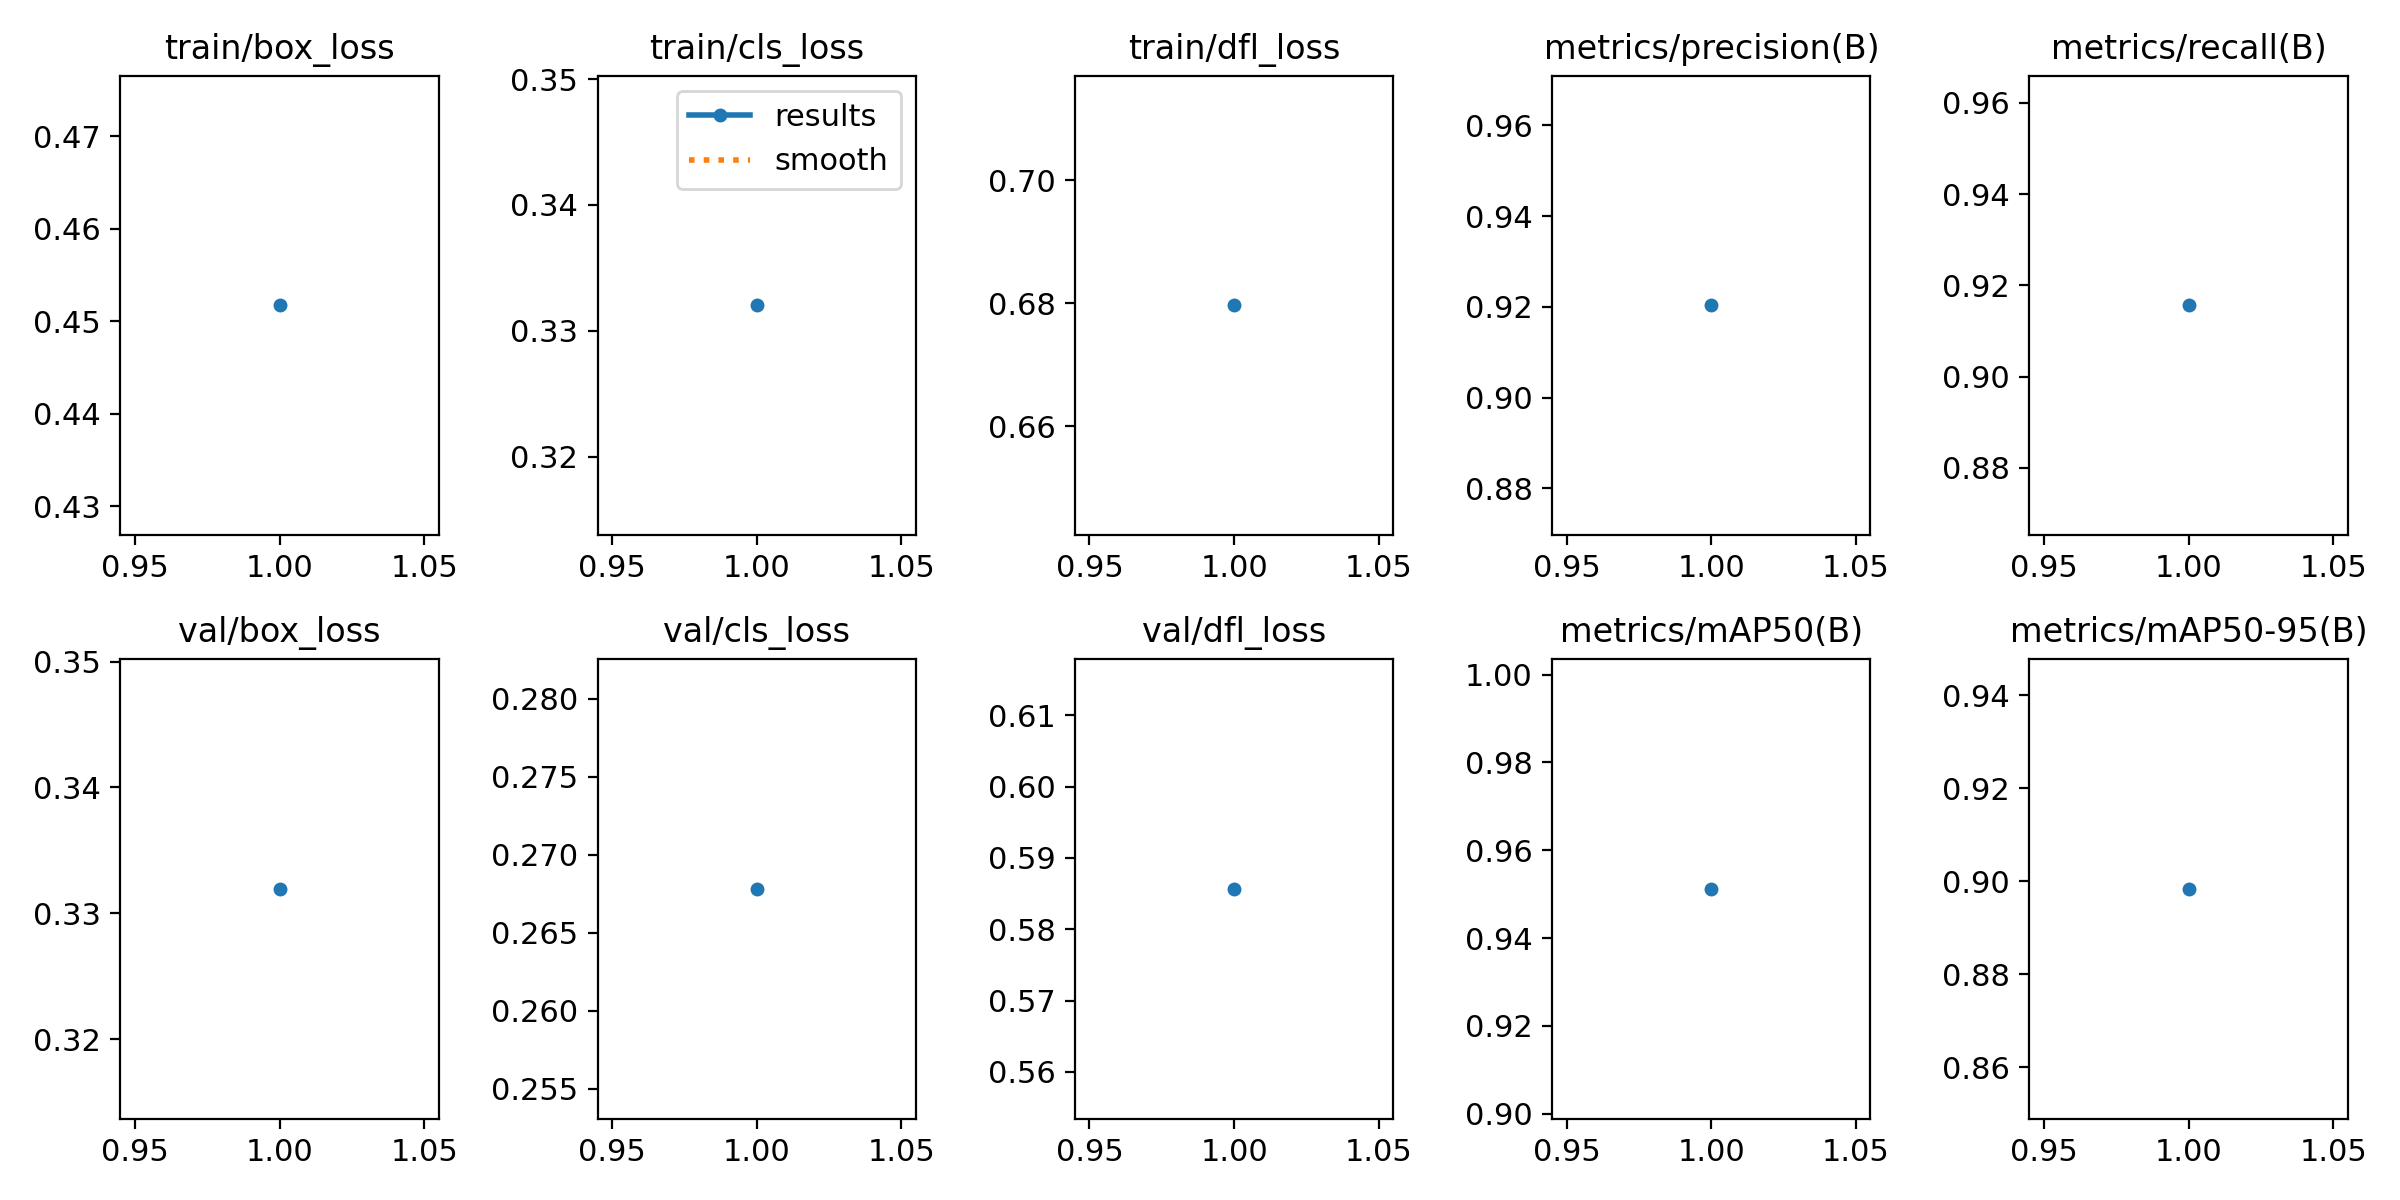 train/box_loss
0.47
0.46
0.45
0.44
0.43
0.95 1.00 1.05
train/cls_loss
results
smooth
0.35
0.34
0.33
0.32
0.95 1.00 1.05
train/dfl_loss
0.70
0.68
0.66
0.95 1.00 1.05
metrics/precision(B)
0.96
0.94
0.92
0.90
0.88
0.95 1.00 1.05
metrics/recall(B)
0.96
0.94
0.92
0.90
0.88
0.95 1.00 1.05
val/box_loss
0.35
0.34
0.33
0.32
0.95 1.00 1.05
val/cls_loss
0.280
0.275
0.270
0.265
0.260
0.255
0.95 1.00 1.05
val/dfl_loss
0.61
0.60
0.59
0.58
0.57
0.56
0.95 1.00 1.05
metrics/mAP50(B)
1.00
0.98
0.96
0.94
0.92
0.90
0.95 1.00 1.05
metrics/mAP50-95(B)
0.94
0.92
0.90
0.88
0.86
0.95 1.00 1.05